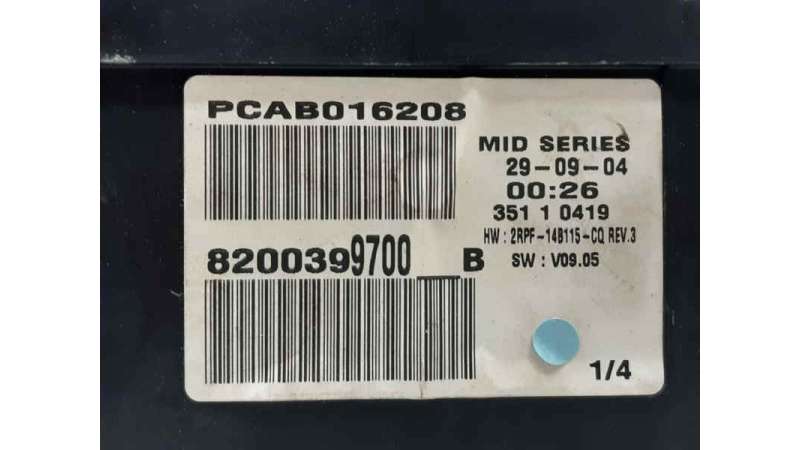 PCAB016208
MID SERIES
29-09-04
00:26
351 1 0419
HW : 2RPF-14B115-CQ REV.3
SW : V09.05
8200399700__B
1/4